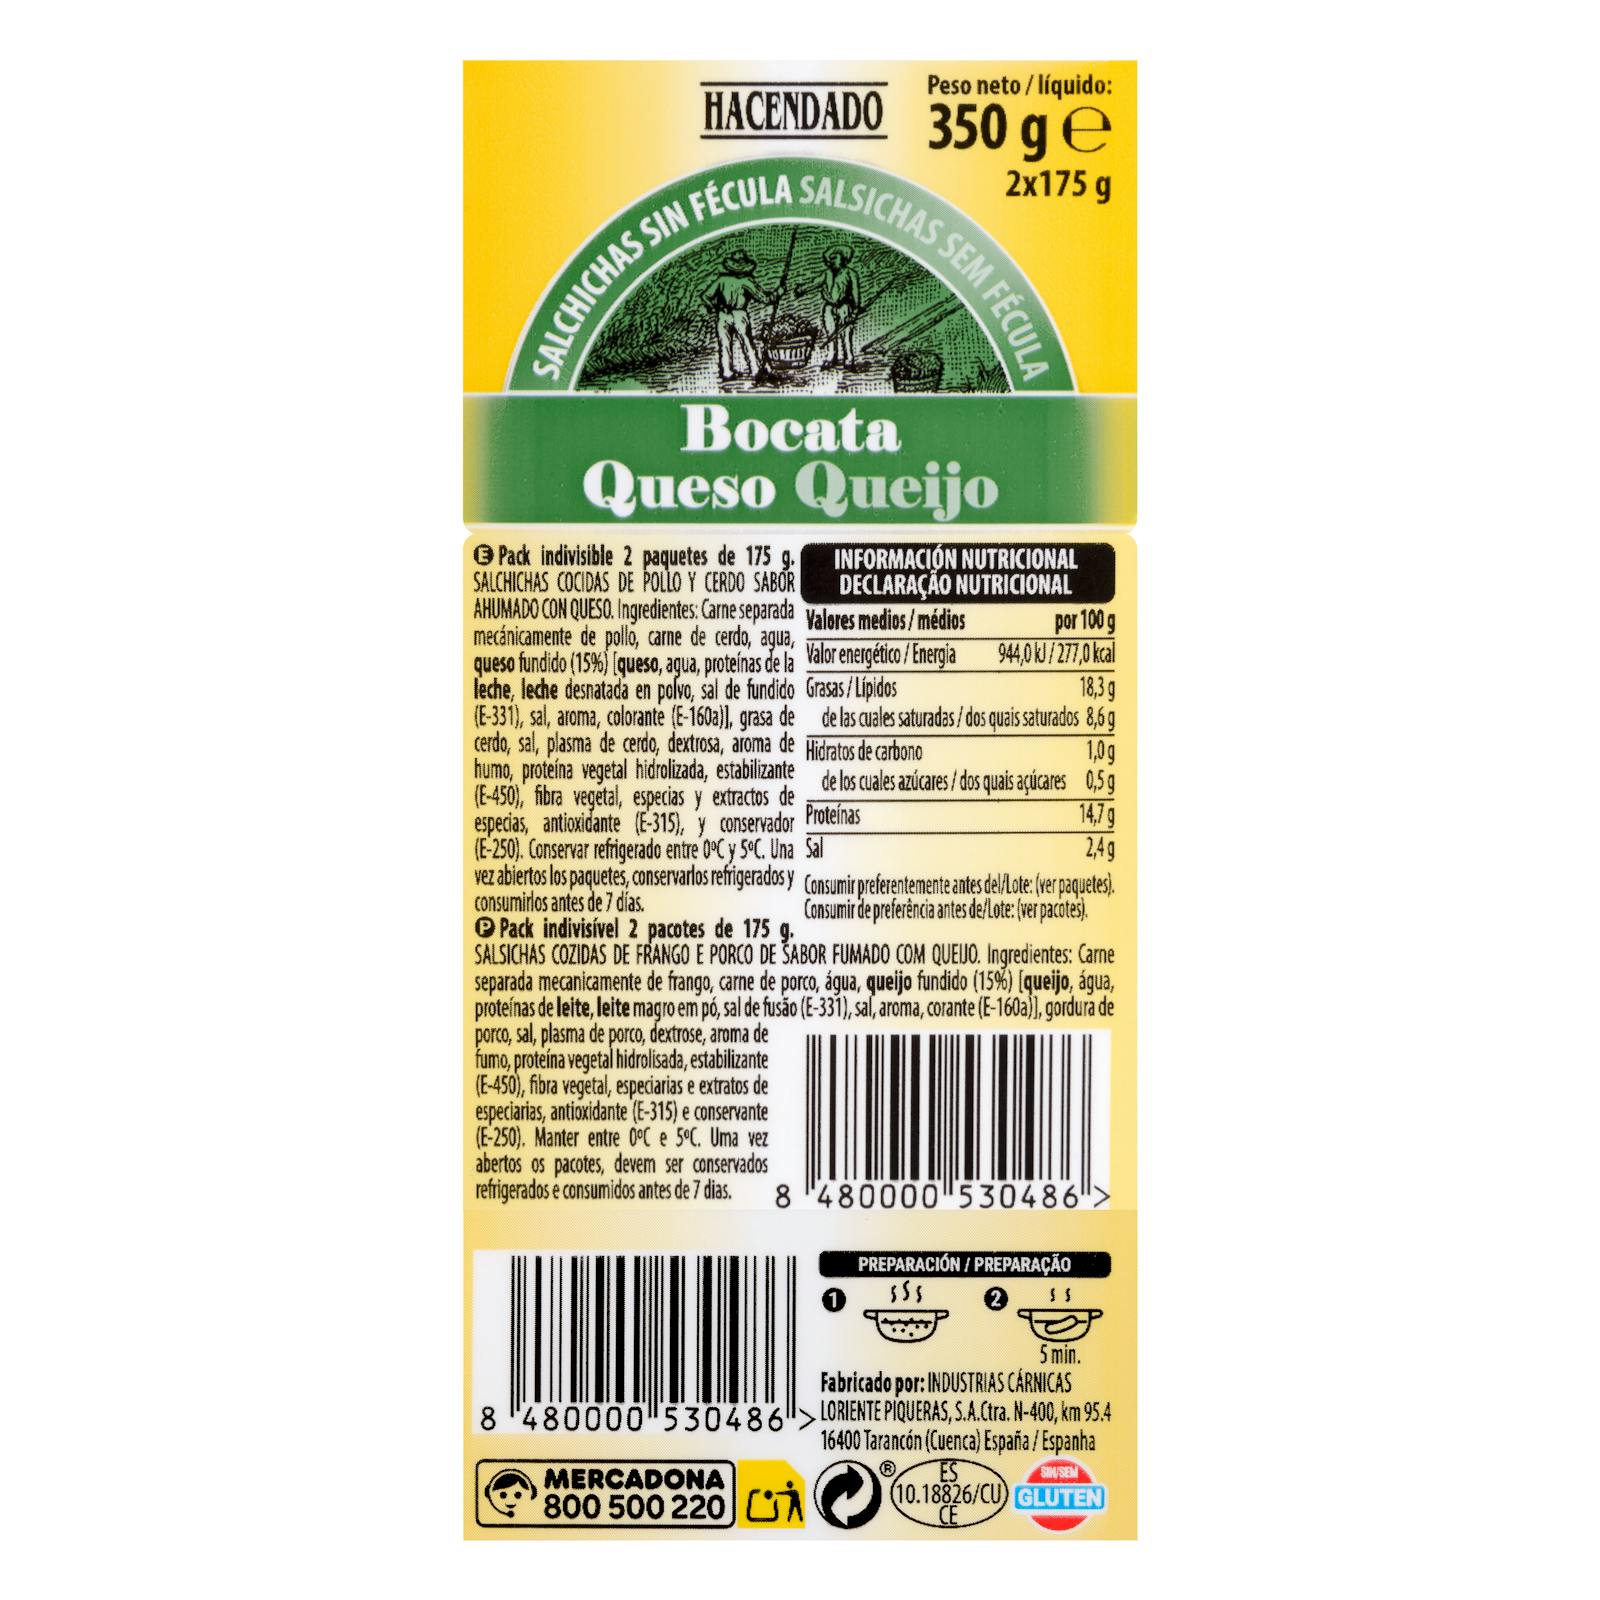 HACENDADO
Peso neto / líquido:
350 g ℮
2x175 g
SALCHICHAS SIN FÉCULA SALSICHAS SEM FÉCULA
Bocata
Queso Queijo
E Pack indivisible 2 paquetes de 175 g.
SALCHICHAS COCIDAS DE POLLO Y CERDO SABOR
AHUMADO CON QUESO. Ingredientes: Carne separada
mecánicamente de pollo, carne de cerdo, agua,
queso fundido (15%) [queso, agua, proteínas de la
leche, leche desnatada en polvo, sal de fundido
(E-331), sal, aroma, colorante (E-160a)], grasa de
cerdo, sal, plasma de cerdo, dextrosa, aroma de
humo, proteína vegetal hidrolizada, estabilizante
(E-450), fibra vegetal, especias y extractos de
especias, antioxidante (E-315), y conservador
(E-250). Conservar refrigerado entre 0ºC y 5ºC. Una
vez abiertos los paquetes, conservarlos refrigerados y
consumirlos antes de 7 días.
INFORMACIÓN NUTRICIONAL
DECLARAÇÃO NUTRICIONAL
Valores medios / médios por 100 g
Valor energético / Energia 944,0 kJ / 277,0 kcal
Grasas / Lípidos 18,3 g
de las cuales saturadas / dos quais saturados 8,6 g
Hidratos de carbono 1,0 g
de los cuales azúcares / dos quais açúcares 0,5 g
Proteínas 14,7 g
Sal 2,4 g
Consumir preferentemente antes del/Lote: (ver paquetes).
Consumir de preferência antes de/Lote: (ver pacotes).
P Pack indivisível 2 pacotes de 175 g.
SALSICHAS COZIDAS DE FRANGO E PORCO DE SABOR FUMADO COM QUEIJO. Ingredientes: Carne
separada mecanicamente de frango, carne de porco, água, queijo fundido (15%) [queijo, água,
proteínas de leite, leite magro em pó, sal de fusão (E-331), sal, aroma, corante (E-160a)], gordura de
porco, sal, plasma de porco, dextrose, aroma de
fumo, proteína vegetal hidrolisada, estabilizante
(E-450), fibra vegetal, especiarias e extratos de
especiarias, antioxidante (E-315) e conservante
(E-250). Manter entre 0ºC e 5ºC. Uma vez
abertos os pacotes, devem ser conservados
refrigerados e consumidos antes de 7 dias.
8 480000 530486 >
8 480000 530486 >
PREPARACIÓN / PREPARAÇÃO
1 2
5 min.
Fabricado por: INDUSTRIAS CÁRNICAS
LORIENTE PIQUERAS, S.A.Ctra. N-400, km 95.4
16400 Tarancón (Cuenca) España / Espanha
MERCADONA
800 500 220
®
ES
10.18826/CU
CE
SIN/SEM
GLUTEN